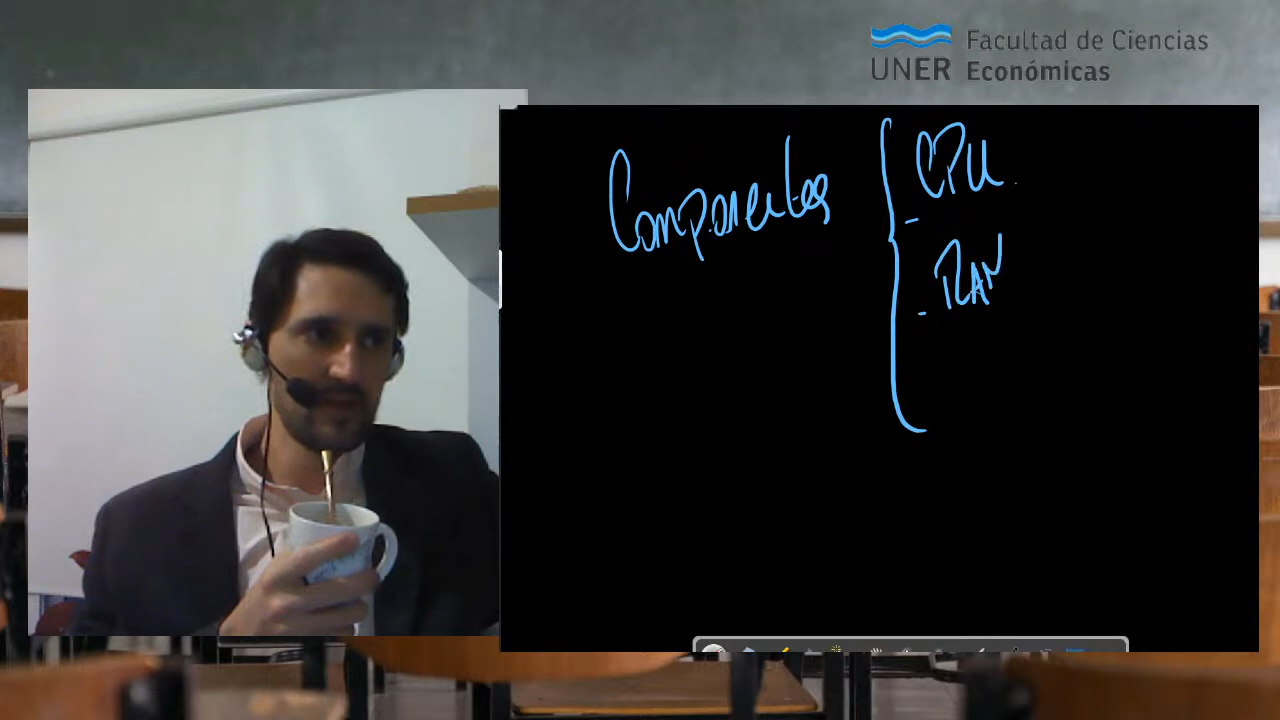 Facultad de Ciencias
UNER Económicas
Componentes
- CPU.
- RAM